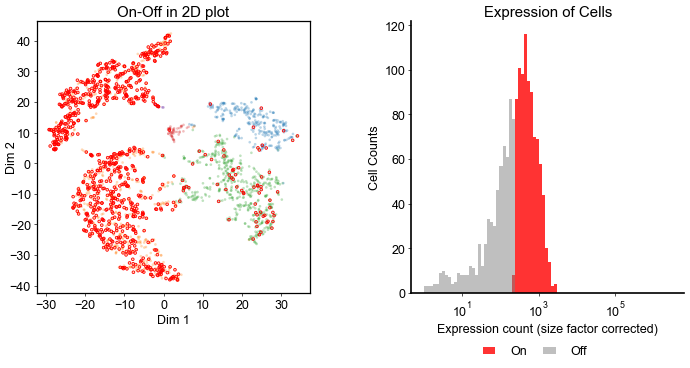 On-Off in 2D plot
40
30
20
10
0
−10
−20
−30
−40
Dim 2
−30 −20 −10 0 10 20 30
Dim 1
Expression of Cells
120
100
80
60
40
20
0
Cell Counts
10^1 10^3 10^5
Expression count (size factor corrected)
On Off